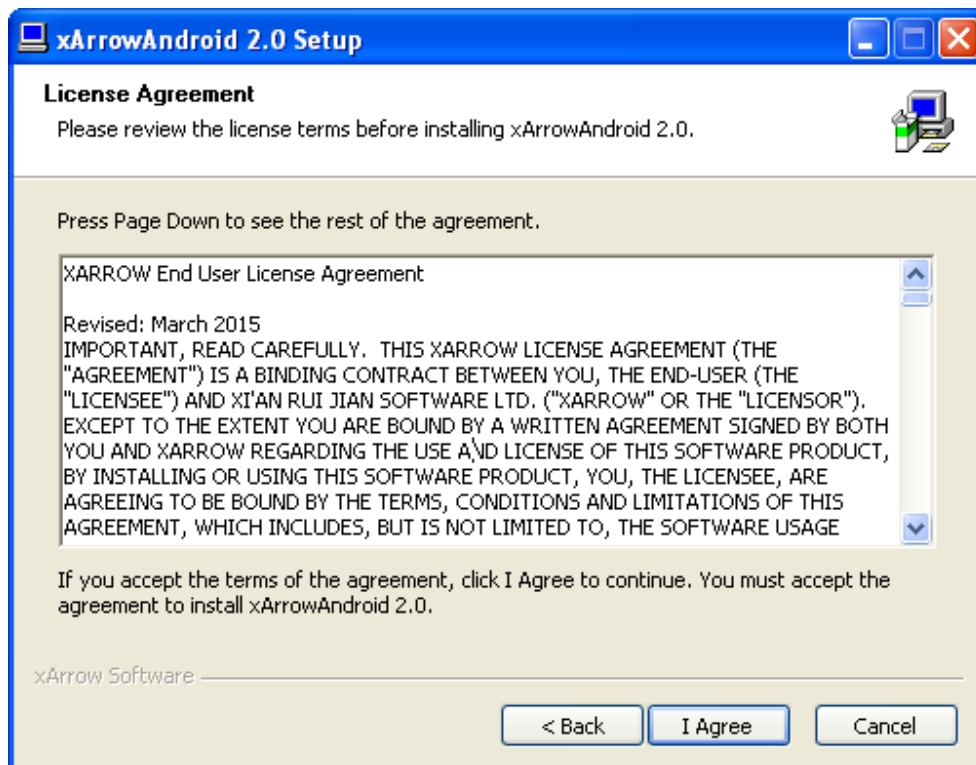 xArrowAndroid 2.0 Setup
License Agreement
Please review the license terms before installing xArrowAndroid 2.0.
Press Page Down to see the rest of the agreement.
XARROW End User License Agreement
Revised: March 2015
IMPORTANT, READ CAREFULLY.  THIS XARROW LICENSE AGREEMENT (THE
"AGREEMENT") IS A BINDING CONTRACT BETWEEN YOU, THE END-USER (THE
"LICENSEE") AND XI'AN RUI JIAN SOFTWARE LTD. ("XARROW" OR THE "LICENSOR").
EXCEPT TO THE EXTENT YOU ARE BOUND BY A WRITTEN AGREEMENT SIGNED BY BOTH
YOU AND XARROW REGARDING THE USE A\ND LICENSE OF THIS SOFTWARE PRODUCT,
BY INSTALLING OR USING THIS SOFTWARE PRODUCT, YOU, THE LICENSEE, ARE
AGREEING TO BE BOUND BY THE TERMS, CONDITIONS AND LIMITATIONS OF THIS
AGREEMENT, WHICH INCLUDES, BUT IS NOT LIMITED TO, THE SOFTWARE USAGE
If you accept the terms of the agreement, click I Agree to continue. You must accept the
agreement to install xArrowAndroid 2.0.
xArrow Software
< Back
I Agree
Cancel